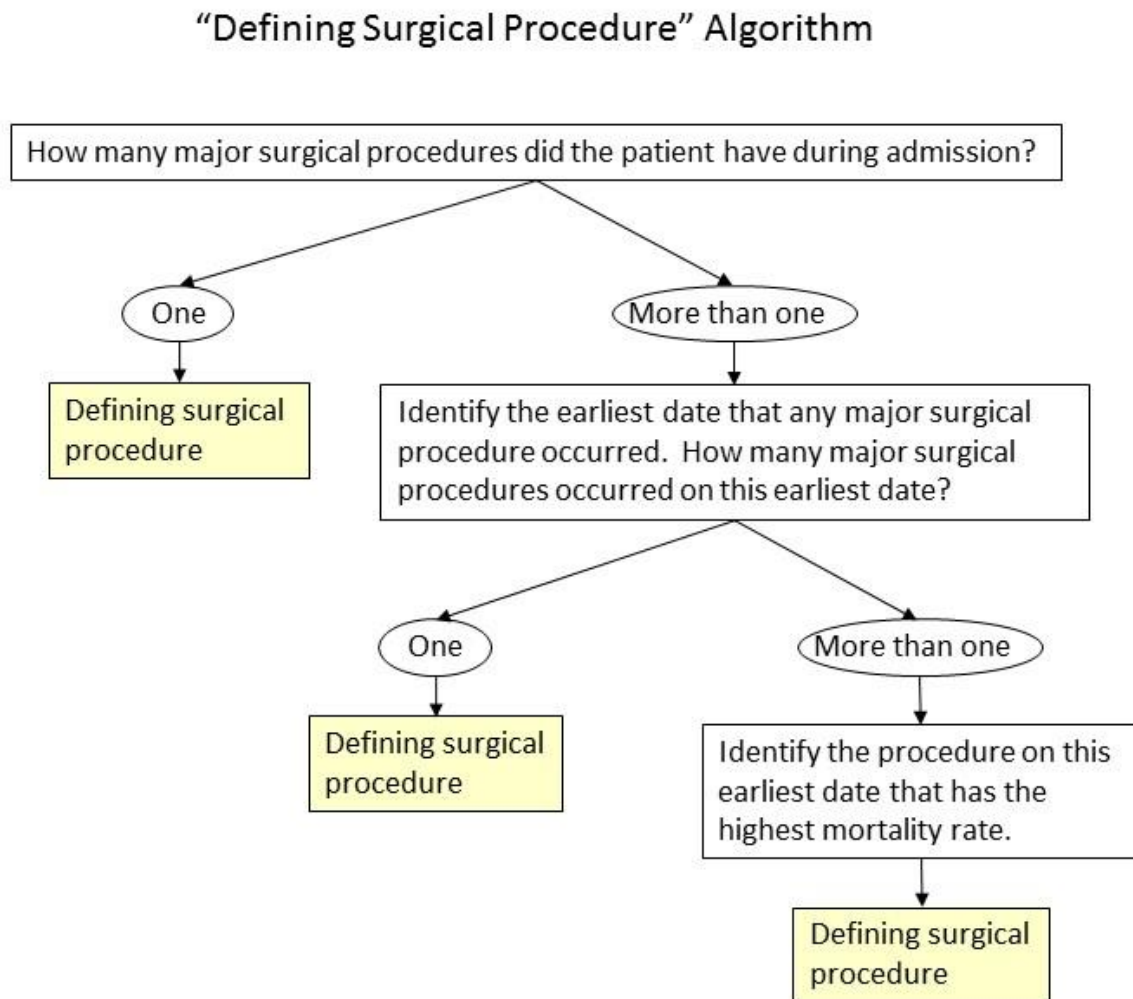 “Defining Surgical Procedure” Algorithm
How many major surgical procedures did the patient have during admission?
One
More than one
Defining surgical
procedure
Identify the earliest date that any major surgical
procedure occurred.  How many major surgical
procedures occurred on this earliest date?
One
More than one
Defining surgical
procedure
Identify the procedure on this
earliest date that has the
highest mortality rate.
Defining surgical
procedure